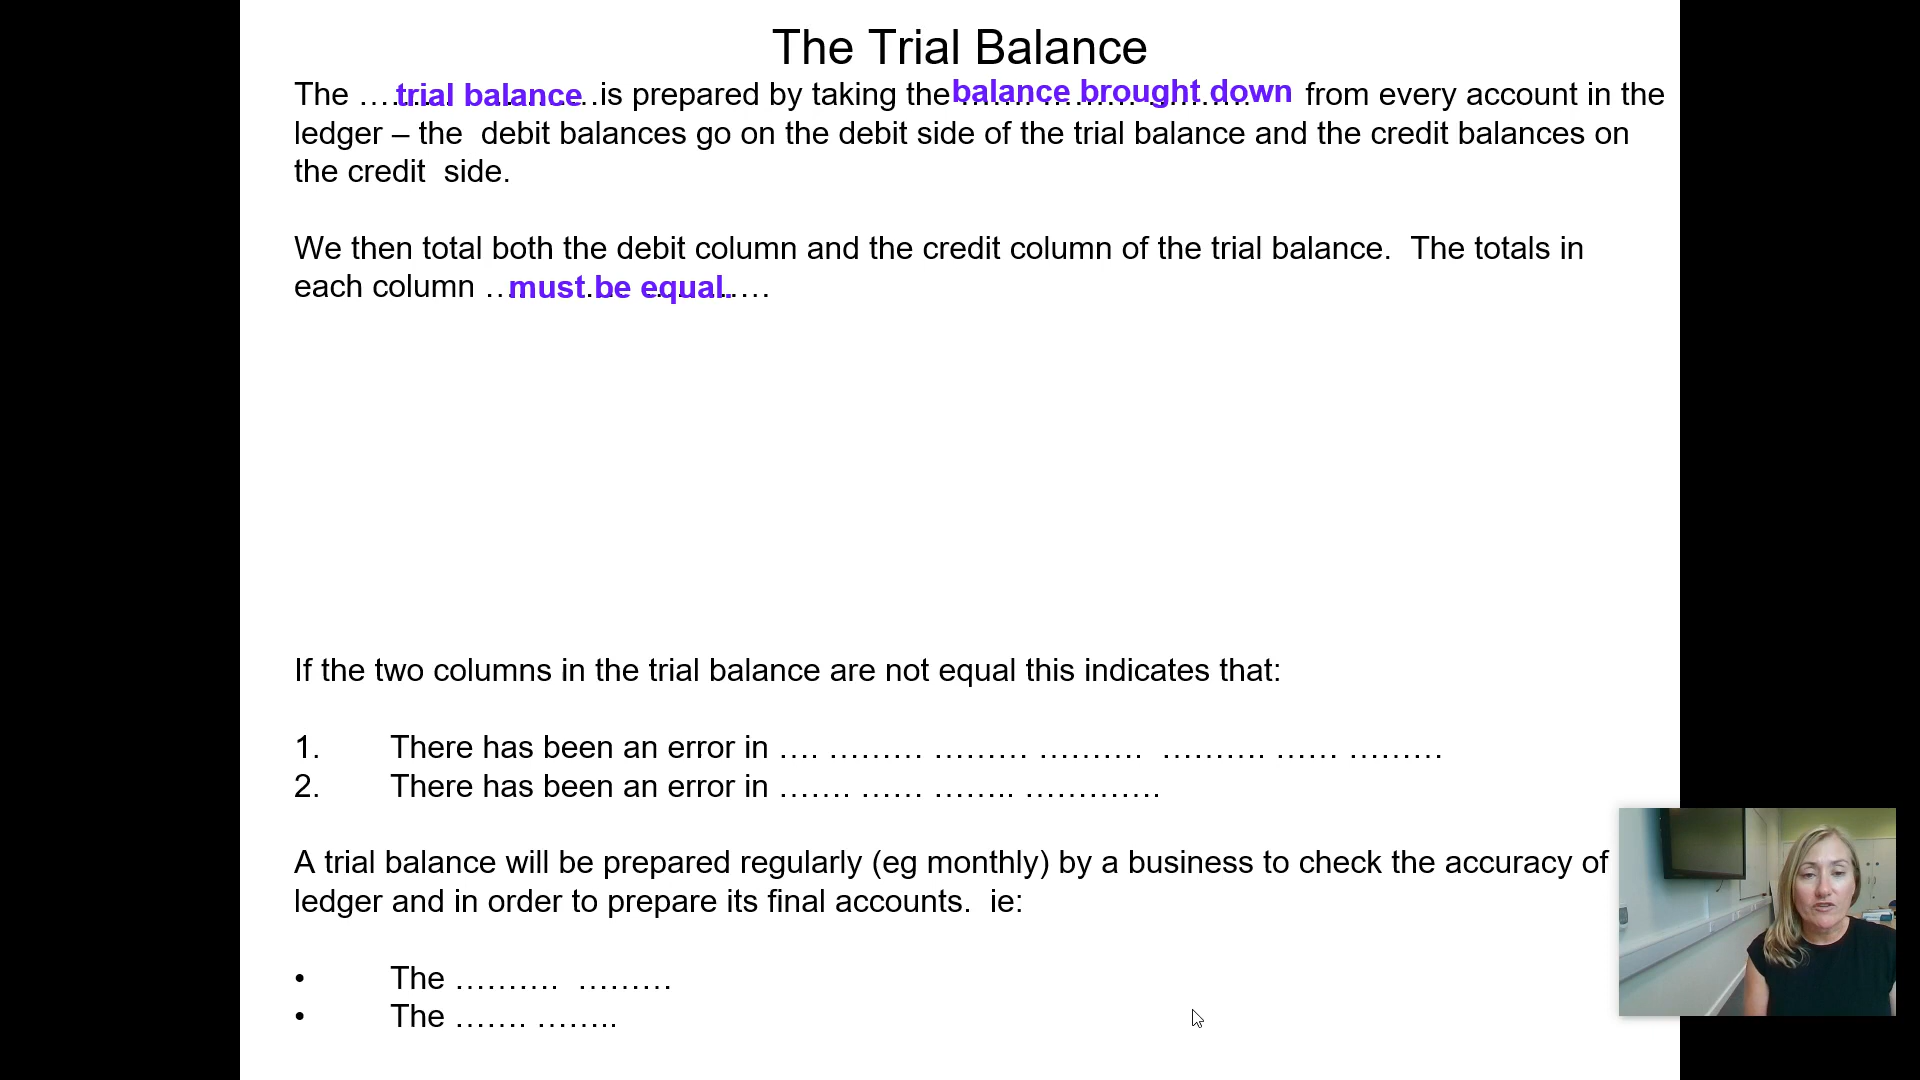 The Trial Balance
The ….trial balance….is prepared by taking the balance brought down from every account in the
ledger – the debit balances go on the debit side of the trial balance and the credit balances on
the credit side.
We then total both the debit column and the credit column of the trial balance. The totals in
each column …must be equal.……
If the two columns in the trial balance are not equal this indicates that:
1. There has been an error in …. ……… ……… ………. ………. …… ………
2. There has been an error in ……. …… …….. ………….
A trial balance will be prepared regularly (eg monthly) by a business to check the accuracy of
ledger and in order to prepare its final accounts. ie:
• The ………. ………
• The ……. ……..